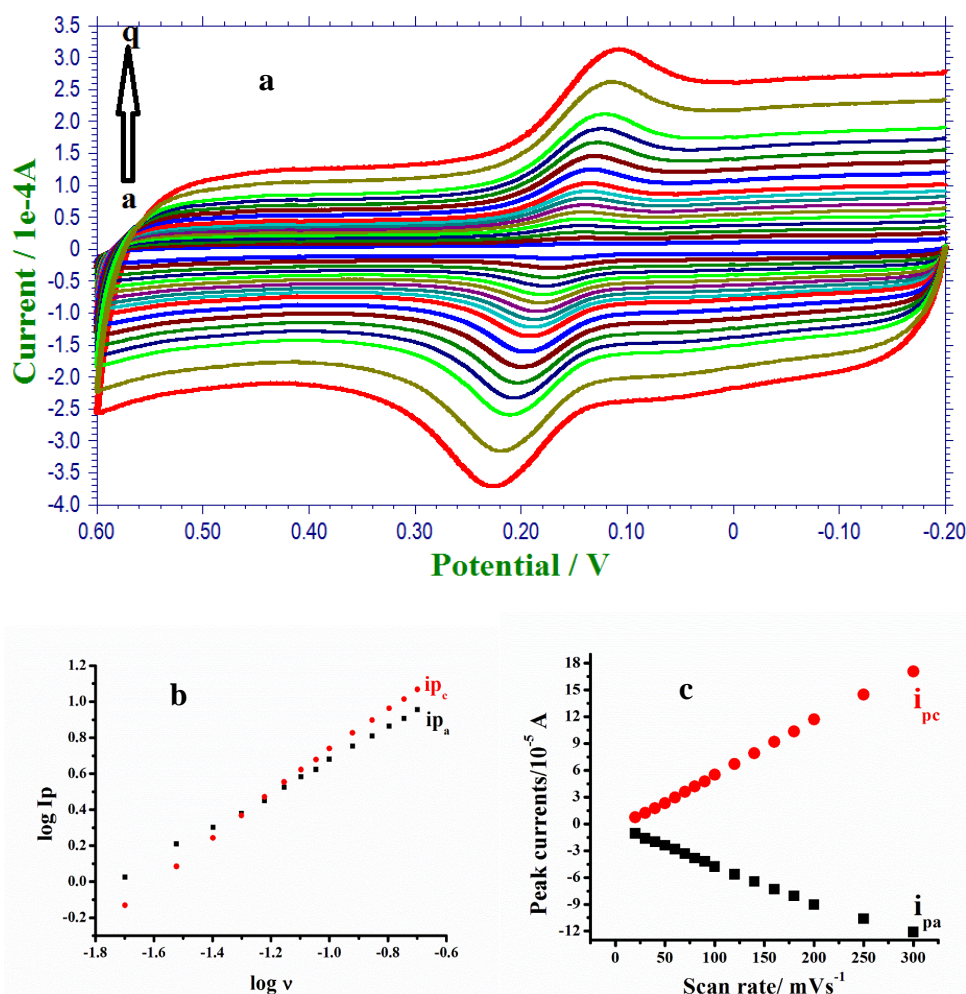 3.5
3.0
2.5
2.0
1.5
1.0
0.5
0
-0.5
-1.0
-1.5
-2.0
-2.5
-3.0
-3.5
-4.0
Current / 1e-4A
q
a
a
0.60 0.50 0.40 0.30 0.20 0.10 0 -0.10 -0.20
Potential / V
1.2
1.0
0.8
0.6
0.4
0.2
0.0
-0.2
log Ip
b
ip c
ip a
-1.8 -1.6 -1.4 -1.2 -1.0 -0.8 -0.6
log ν
18
15
12
9
6
3
0
-3
-6
-9
-12
Peak currents/10-5 A
c
i pc
i pa
0 50 100 150 200 250 300
Scan rate/ mVs-1